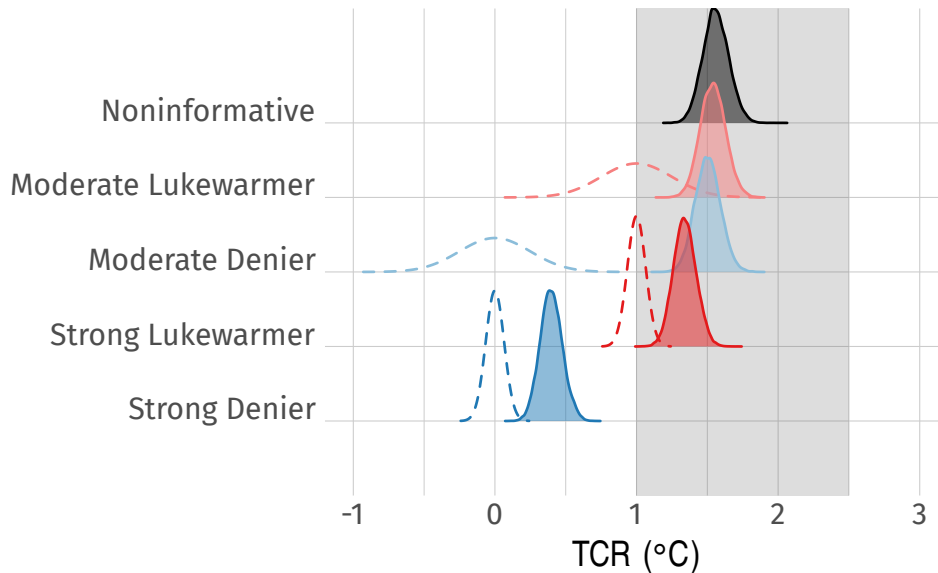 Noninformative
Moderate Lukewarmer
Moderate Denier
Strong Lukewarmer
Strong Denier
-1 0 1 2 3
TCR (°C)